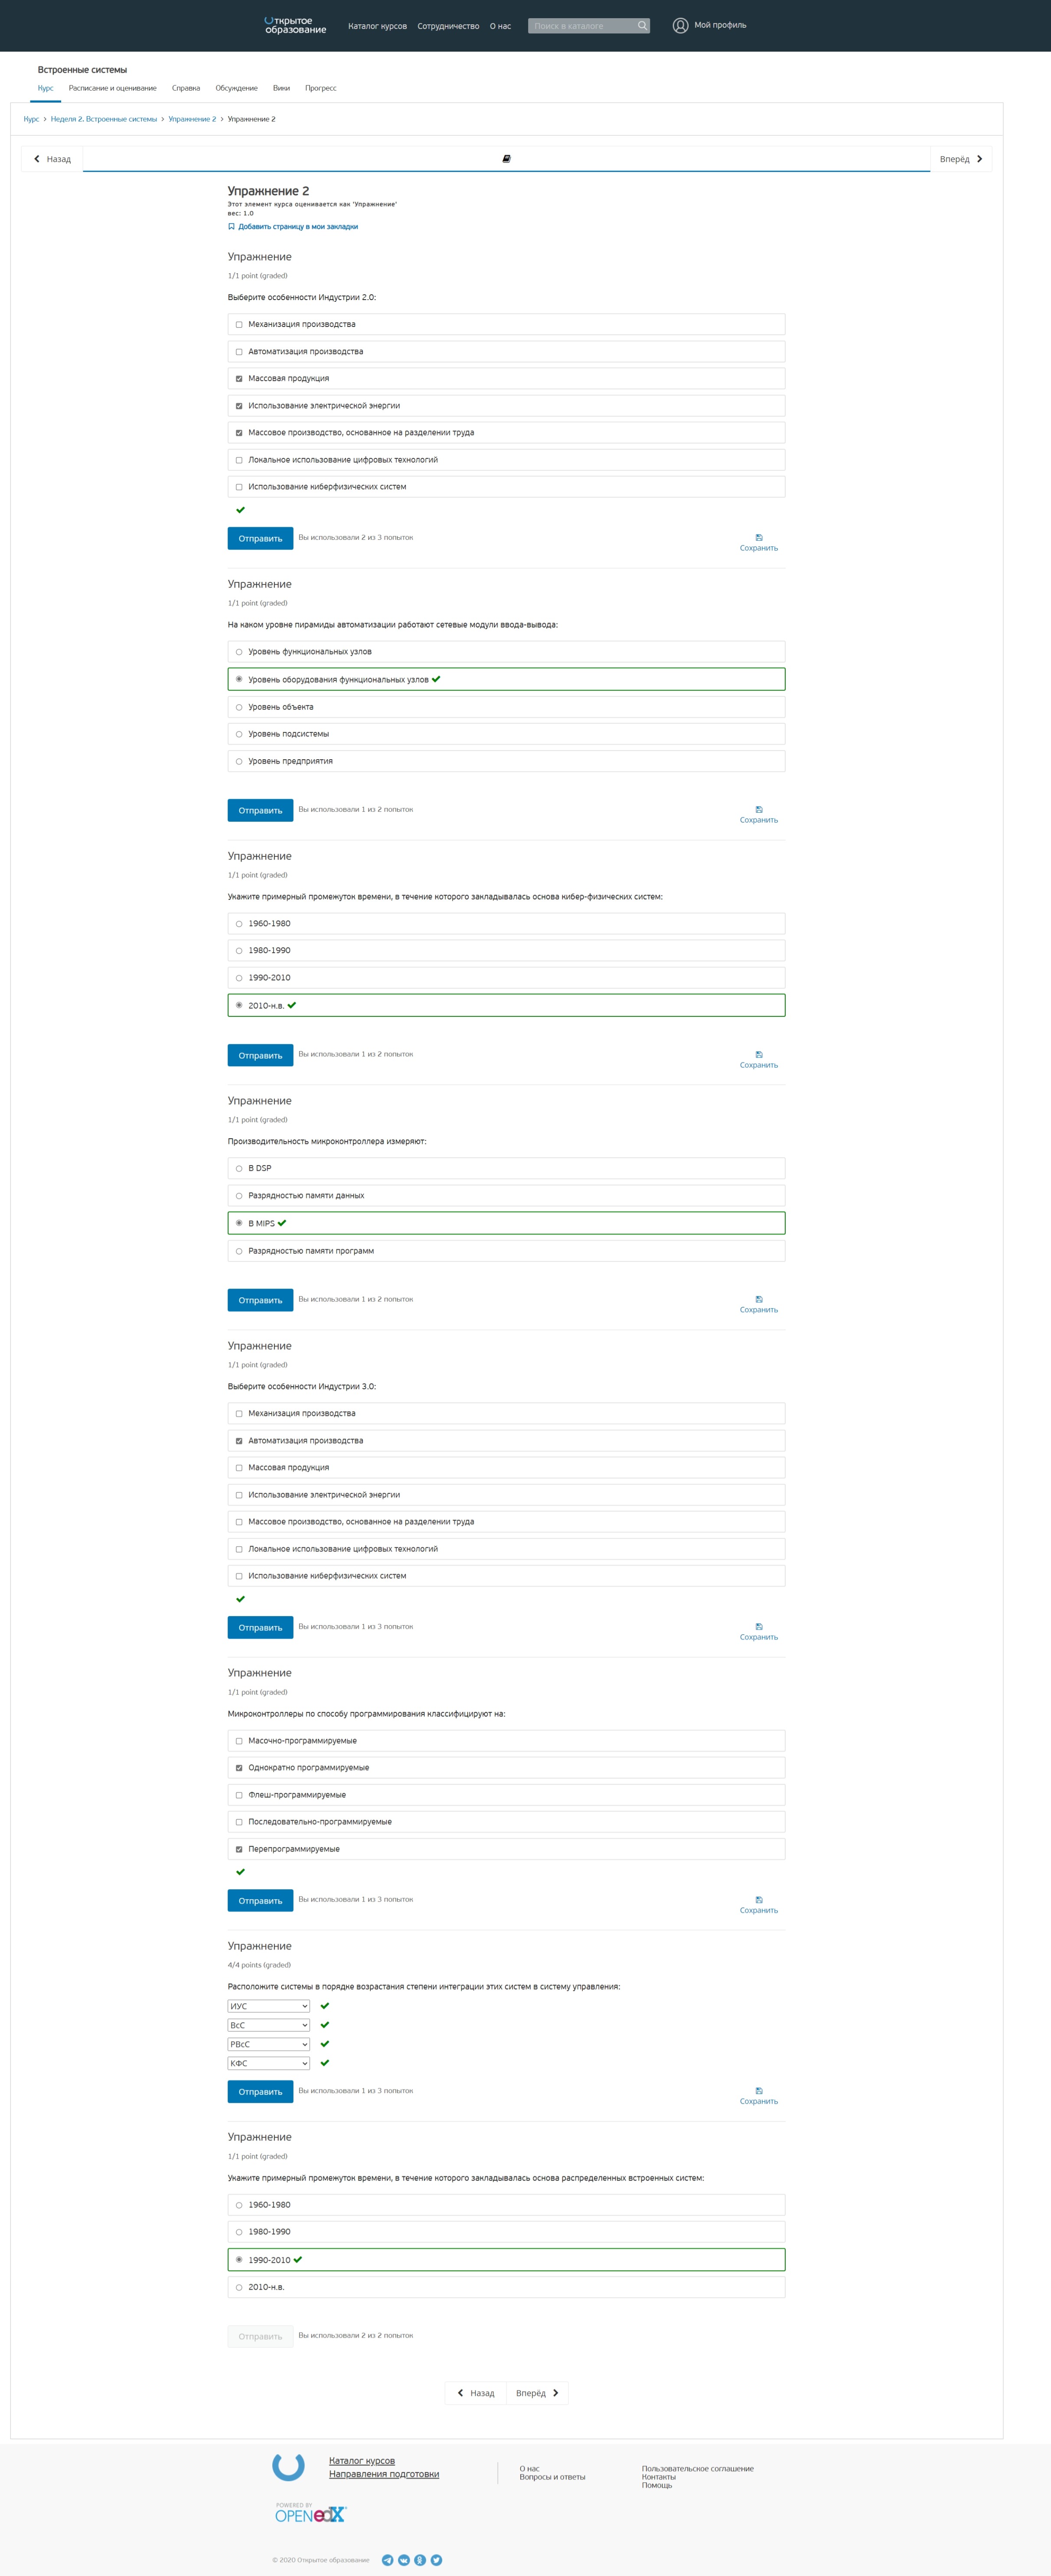 Открытое
образование
Каталог курсов
Сотрудничество
О нас
Поиск в каталоге
Мой профиль
Встроенные системы
Курс
Расписание и оценивание
Справка
Обсуждение
Вики
Прогресс
Курс > Неделя 2. Встроенные системы > Упражнение 2 > Упражнение 2
Назад
Вперёд
Упражнение 2
Этот элемент курса оценивается как 'Упражнение'
вес: 1.0
Добавить страницу в мои закладки
Упражнение
1/1 point (graded)
Выберите особенности Индустрии 2.0:
Механизация производства
Автоматизация производства
Массовая продукция
Использование электрической энергии
Массовое производство, основанное на разделении труда
Локальное использование цифровых технологий
Использование киберфизических систем
Отправить
Вы использовали 2 из 3 попыток
Сохранить
Упражнение
1/1 point (graded)
На каком уровне пирамиды автоматизации работают сетевые модули ввода-вывода:
Уровень функциональных узлов
Уровень оборудования функциональных узлов
Уровень объекта
Уровень подсистемы
Уровень предприятия
Отправить
Вы использовали 1 из 2 попыток
Сохранить
Упражнение
1/1 point (graded)
Укажите примерный промежуток времени, в течение которого закладывалась основа кибер-физических систем:
1960-1980
1980-1990
1990-2010
2010-н.в.
Отправить
Вы использовали 1 из 2 попыток
Сохранить
Упражнение
1/1 point (graded)
Производительность микроконтроллера измеряют:
В DSP
Разрядностью памяти данных
В MIPS
Разрядностью памяти программ
Отправить
Вы использовали 1 из 2 попыток
Сохранить
Упражнение
1/1 point (graded)
Выберите особенности Индустрии 3.0:
Механизация производства
Автоматизация производства
Массовая продукция
Использование электрической энергии
Массовое производство, основанное на разделении труда
Локальное использование цифровых технологий
Использование киберфизических систем
Отправить
Вы использовали 1 из 3 попыток
Сохранить
Упражнение
1/1 point (graded)
Микроконтроллеры по способу программирования классифицируют на:
Масочно-программируемые
Однократно программируемые
Флеш-программируемые
Последовательно-программируемые
Перепрограммируемые
Отправить
Вы использовали 1 из 3 попыток
Сохранить
Упражнение
4/4 points (graded)
Расположите системы в порядке возрастания степени интеграции этих систем в систему управления:
ИУС
ВсС
РВсС
КФС
Отправить
Вы использовали 1 из 3 попыток
Сохранить
Упражнение
1/1 point (graded)
Укажите примерный промежуток времени, в течение которого закладывалась основа распределенных встроенных систем:
1960-1980
1980-1990
1990-2010
2010-н.в.
Отправить
Вы использовали 2 из 2 попыток
Назад
Вперёд
Каталог курсов
Направления подготовки
О нас
Вопросы и ответы
Пользовательское соглашение
Контакты
Помощь
POWERED BY
OPEN edX
© 2020 Открытое образование